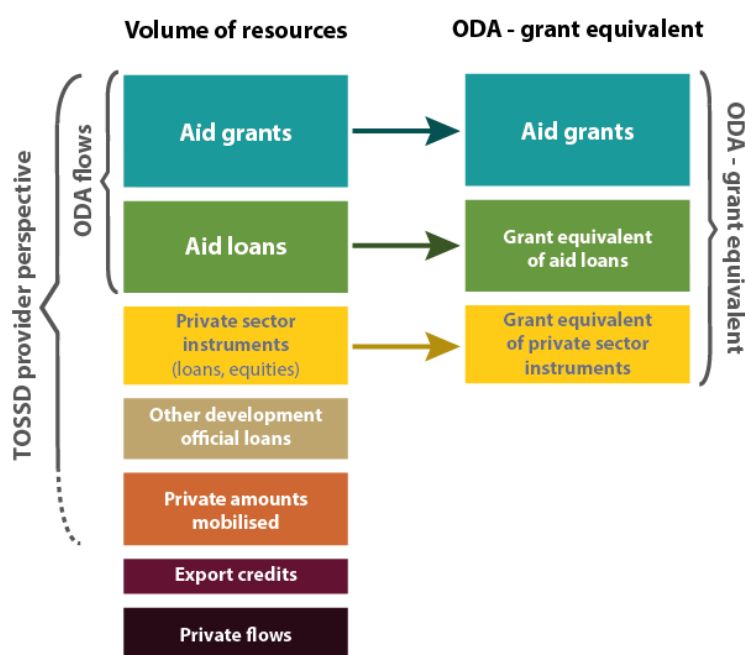 Volume of resources
ODA - grant equivalent
TOSSD provider perspective
ODA flows
Aid grants
Aid grants
ODA - grant
equivalent
Aid loans
Grant equivalent
of aid loans
Private sector
instruments
(loans, equities)
Grant equivalent
of private sector
instruments
Other development
official loans
Private amounts
mobilised
Export credits
Private flows